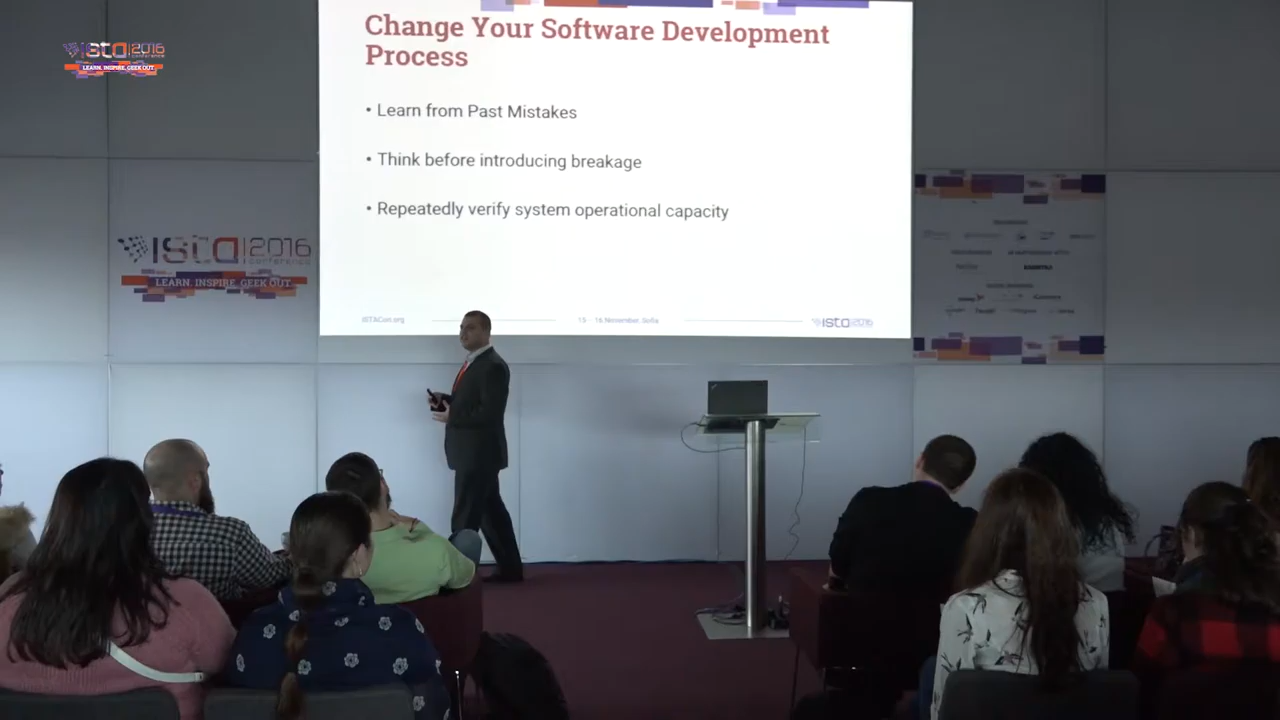 ista 2016
conference
LEARN. INSPIRE. GEEK OUT.
Change Your Software Development
Process
• Learn from Past Mistakes
• Think before introducing breakage
• Repeatedly verify system operational capacity
ISTACon.org
15 - 16 November, Sofia
ista 2016
ista 2016
conference
LEARN. INSPIRE. GEEK OUT.